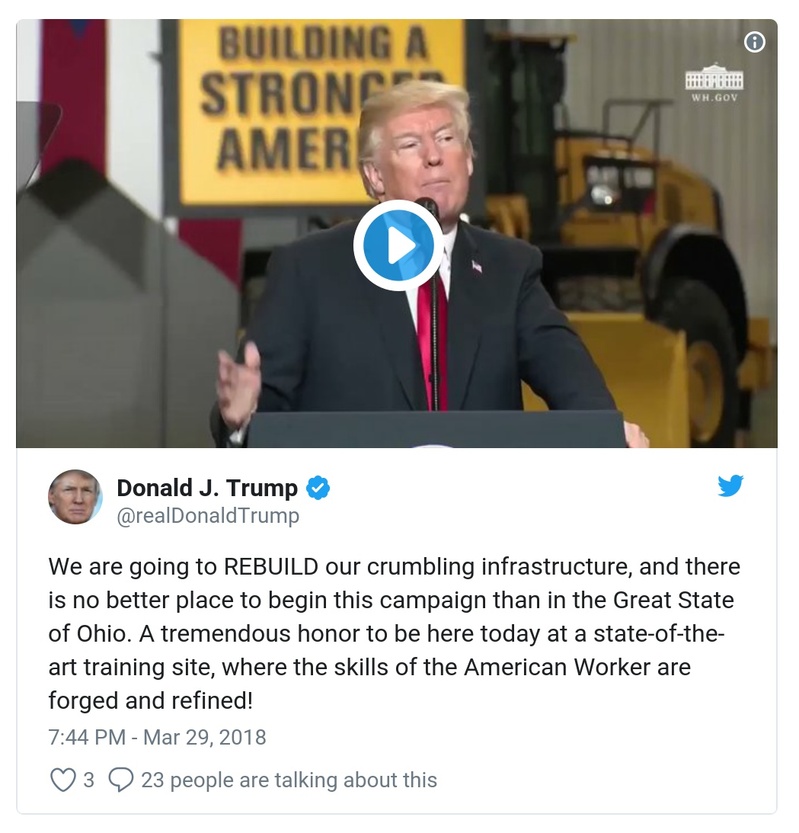 BUILDING A
STRONGER
AMER
WH.GOV
Donald J. Trump
@realDonaldTrump
We are going to REBUILD our crumbling infrastructure, and there
is no better place to begin this campaign than in the Great State
of Ohio. A tremendous honor to be here today at a state-of-the-
art training site, where the skills of the American Worker are
forged and refined!
7:44 PM - Mar 29, 2018
3 23 people are talking about this